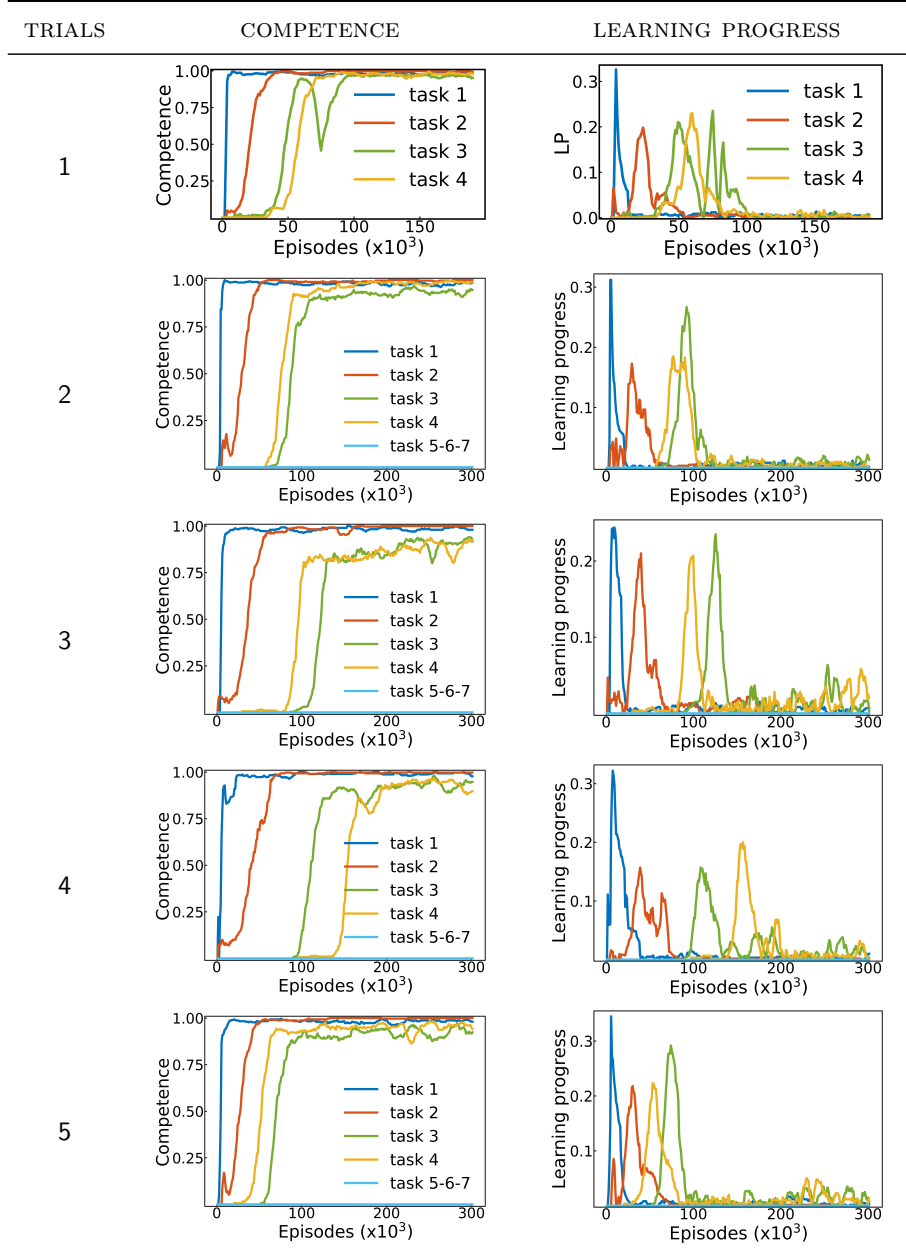 TRIALS COMPETENCE LEARNING PROGRESS
1
Competence
1.00
0.75
0.50
0.25
task 1
task 2
task 3
task 4
0 50 100 150
Episodes (x10³)
LP
0.3
0.2
0.1
0.0
task 1
task 2
task 3
task 4
0 50 100 150
Episodes (x10³)
2
Competence
1.00
0.75
0.50
0.25
task 1
task 2
task 3
task 4
task 5-6-7
0 100 200 300
Episodes (x10³)
Learning progress
0.3
0.2
0.1
0 100 200 300
Episodes (x10³)
3
Competence
1.00
0.75
0.50
0.25
task 1
task 2
task 3
task 4
task 5-6-7
0 100 200 300
Episodes (x10³)
Learning progress
0.2
0.1
0 100 200 300
Episodes (x10³)
4
Competence
1.00
0.75
0.50
0.25
task 1
task 2
task 3
task 4
task 5-6-7
0 100 200 300
Episodes (x10³)
Learning progress
0.3
0.2
0.1
0 100 200 300
Episodes (x10³)
5
Competence
1.00
0.75
0.50
0.25
task 1
task 2
task 3
task 4
task 5-6-7
0 100 200 300
Episodes (x10³)
Learning progress
0.3
0.2
0.1
0 100 200 300
Episodes (x10³)